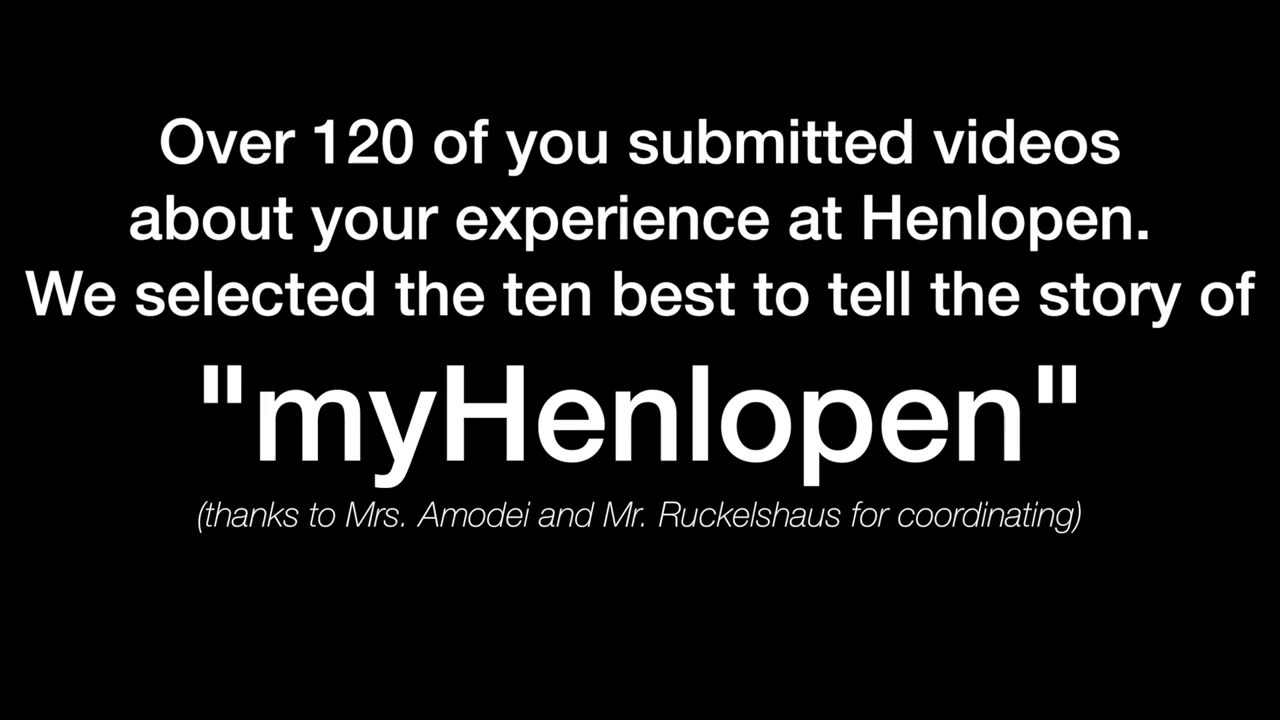 Over 120 of you submitted videos
about your experience at Henlopen.
We selected the ten best to tell the story of
"myHenlopen"
(thanks to Mrs. Amodei and Mr. Ruckelshaus for coordinating)